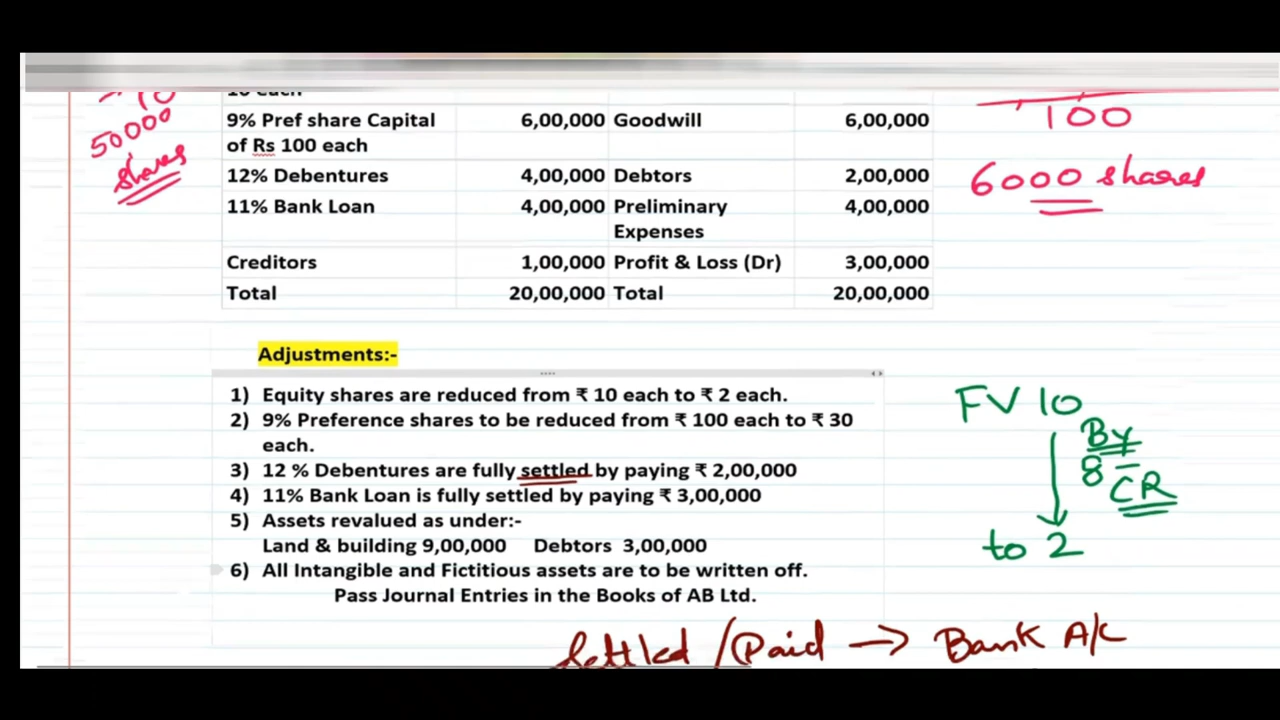 10 each
10
50000
shares
100
6000 shares
9% Pref share Capital of Rs 100 each 6,00,000 Goodwill 6,00,000
12% Debentures 4,00,000 Debtors 2,00,000
11% Bank Loan 4,00,000 Preliminary Expenses 4,00,000
Creditors 1,00,000 Profit & Loss (Dr) 3,00,000
Total 20,00,000 Total 20,00,000
Adjustments:-
1) Equity shares are reduced from ₹ 10 each to ₹ 2 each.
2) 9% Preference shares to be reduced from ₹ 100 each to ₹ 30
each.
3) 12 % Debentures are fully settled by paying ₹ 2,00,000
4) 11% Bank Loan is fully settled by paying ₹ 3,00,000
5) Assets revalued as under:-
Land & building 9,00,000 Debtors 3,00,000
6) All Intangible and Fictitious assets are to be written off.
Pass Journal Entries in the Books of AB Ltd.
FV 10
By
8 –
CR
to 2
Settled /Paid → Bank A/c